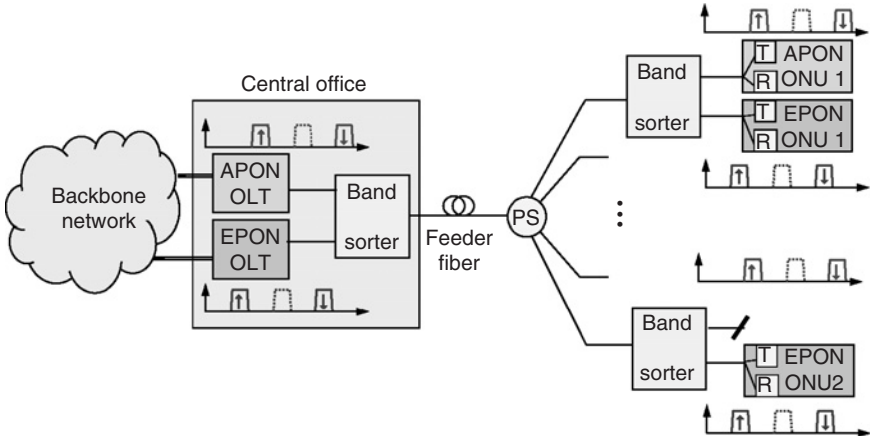 Central office
Backbone
network
APON
OLT
EPON
OLT
Band
sorter
Feeder
fiber
PS
Band
sorter
T APON
R ONU 1
T EPON
R ONU 1
Band
sorter
T EPON
R ONU2